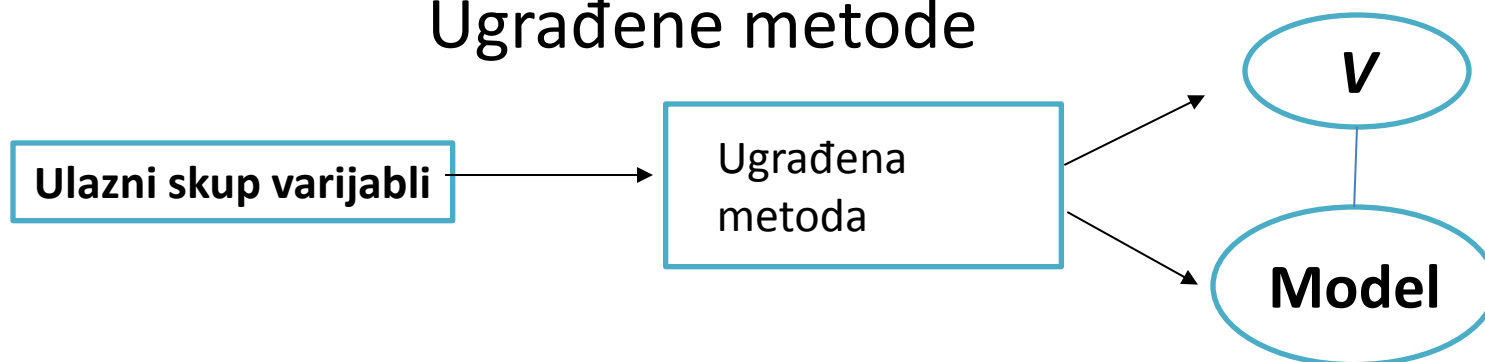 Ugrađene metode
V
Ulazni skup varijabli
Ugrađena
metoda
Model